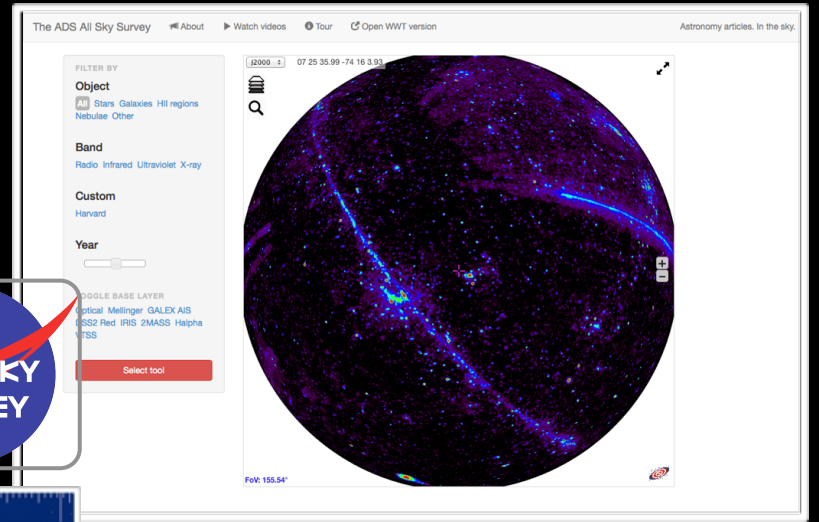 The ADS All Sky Survey About Watch videos Tour Open WWT version Astronomy articles. In the sky.
FILTER BY
Object
All Stars Galaxies HII regions
Nebulae Other
Band
Radio Infrared Ultraviolet X-ray
Custom
Harvard
Year
TOGGLE BASE LAYER
Optical Mellinger GALEX AIS
DSS2 Red IRIS 2MASS Halpha
VTSS
Select tool
J2000 07 25 35.99 -74 16 3.93
+
−
FoV: 155.54°
KY
EY